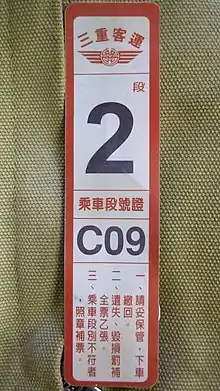 三重客運
段
2
乘車段號證
C09
一、請安保管，下車
繳回。
二、遺失、毀損罰補
全票乙張。
三、乘車段別不符者
，照章補票。